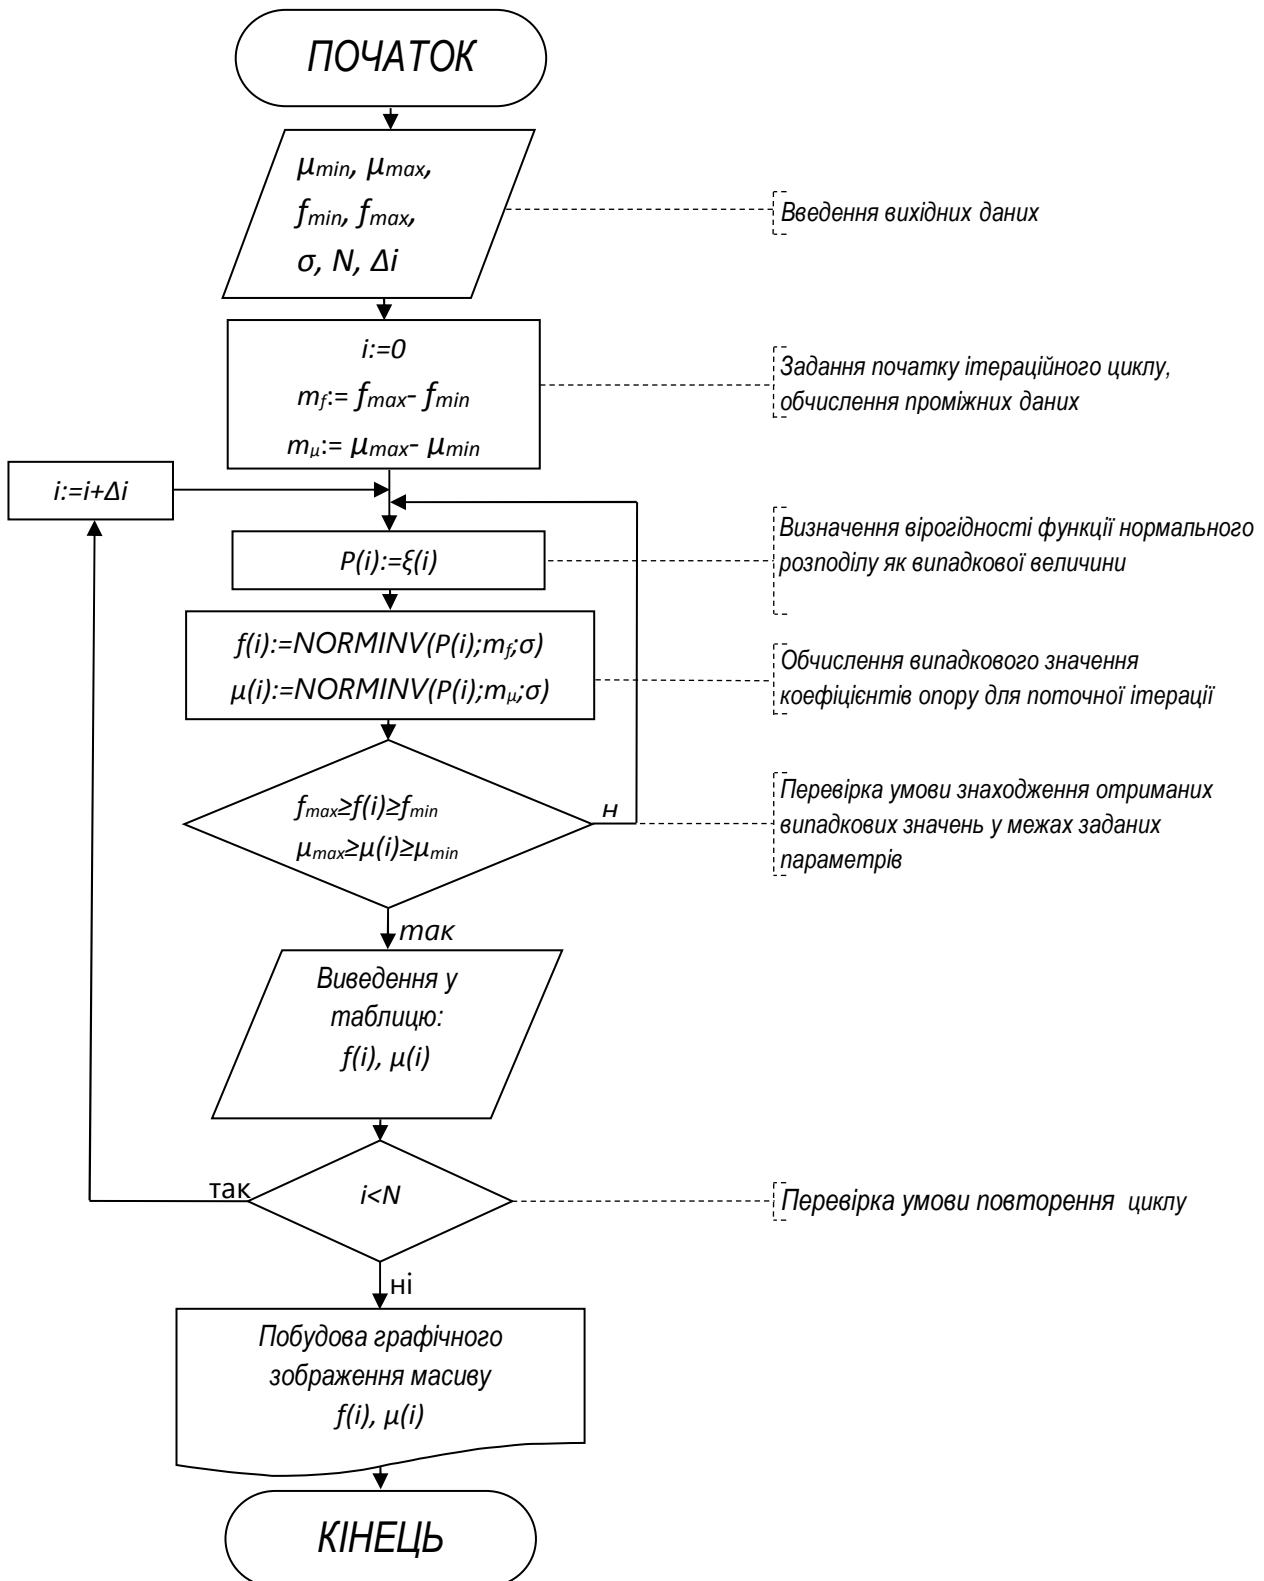 ПОЧАТОК
μmin, μmax,
fmin, fmax,
σ, N, Δi
Введення вихідних даних
i:=0
mf:= fmax- fmin
mμ:= μmax- μmin
Задання початку ітераційного циклу,
обчислення проміжних даних
i:=i+Δi
P(i):=ξ(i)
Визначення вірогідності функції нормального
розподілу як випадкової величини
f(i):=NORMINV(P(i);mf;σ)
μ(i):=NORMINV(P(i);mμ;σ)
Обчислення випадкового значення
коефіцієнтів опору для поточної ітерації
fmax≥f(i)≥fmin
μmax≥μ(i)≥μmin
н
Перевірка умови знаходження отриманих
випадкових значень у межах заданих
параметрів
так
Виведення у
таблицю:
f(i), μ(i)
так
i<N
Перевірка умови повторення циклу
ні
Побудова графічного
зображення масиву
f(i), μ(i)
КІНЕЦЬ